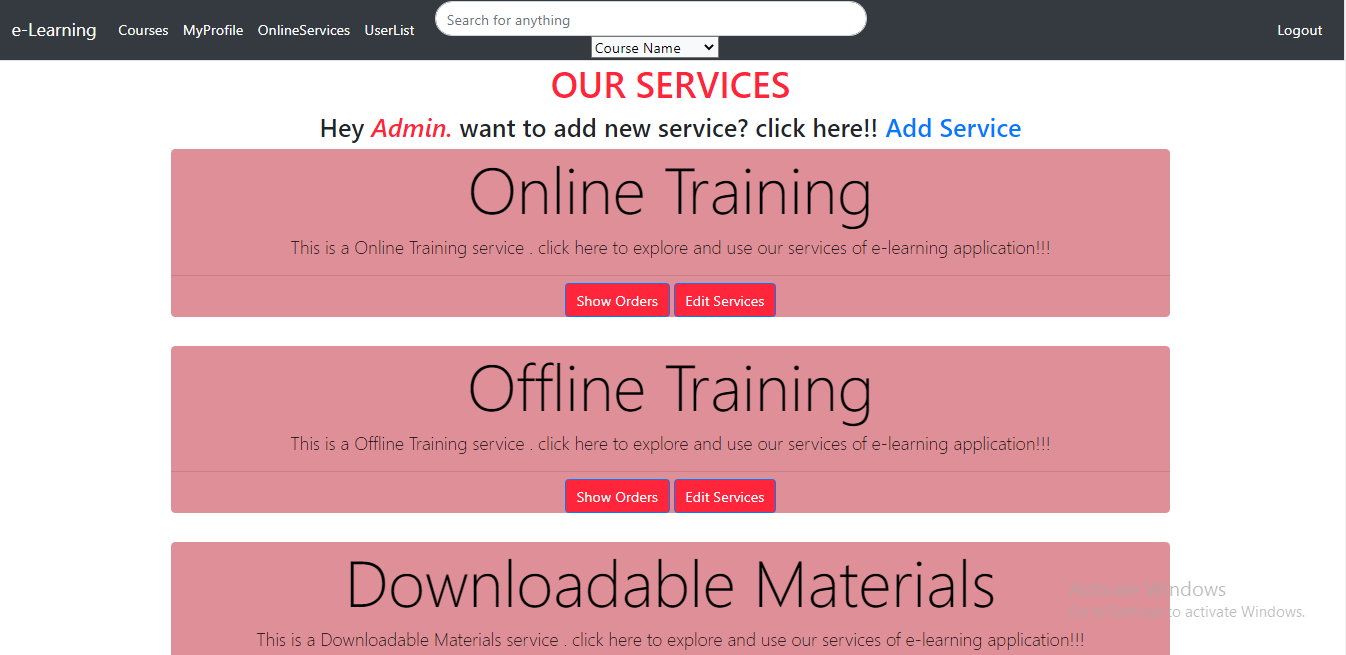 e-Learning Courses MyProfile OnlineServices UserList Search for anything Logout
Course Name
OUR SERVICES
Hey Admin. want to add new service? click here!! Add Service
Online Training
This is a Online Training service . click here to explore and use our services of e-learning application!!!
Show Orders Edit Services
Offline Training
This is a Offline Training service . click here to explore and use our services of e-learning application!!!
Show Orders Edit Services
Downloadable Materials
Activate Windows
Go to Settings to activate Windows.
This is a Downloadable Materials service . click here to explore and use our services of e-learning application!!!